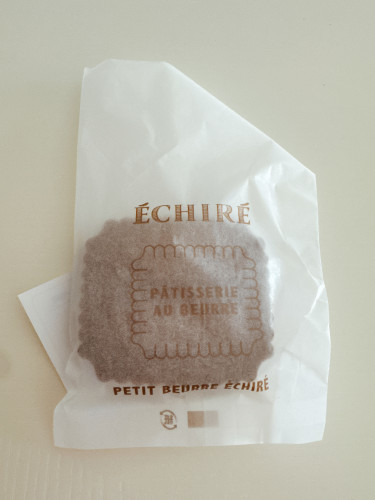 ÉCHIRÉ
PÂTISSERIE
AU BEURRE
PETIT BEURRE ÉCHIRÉ